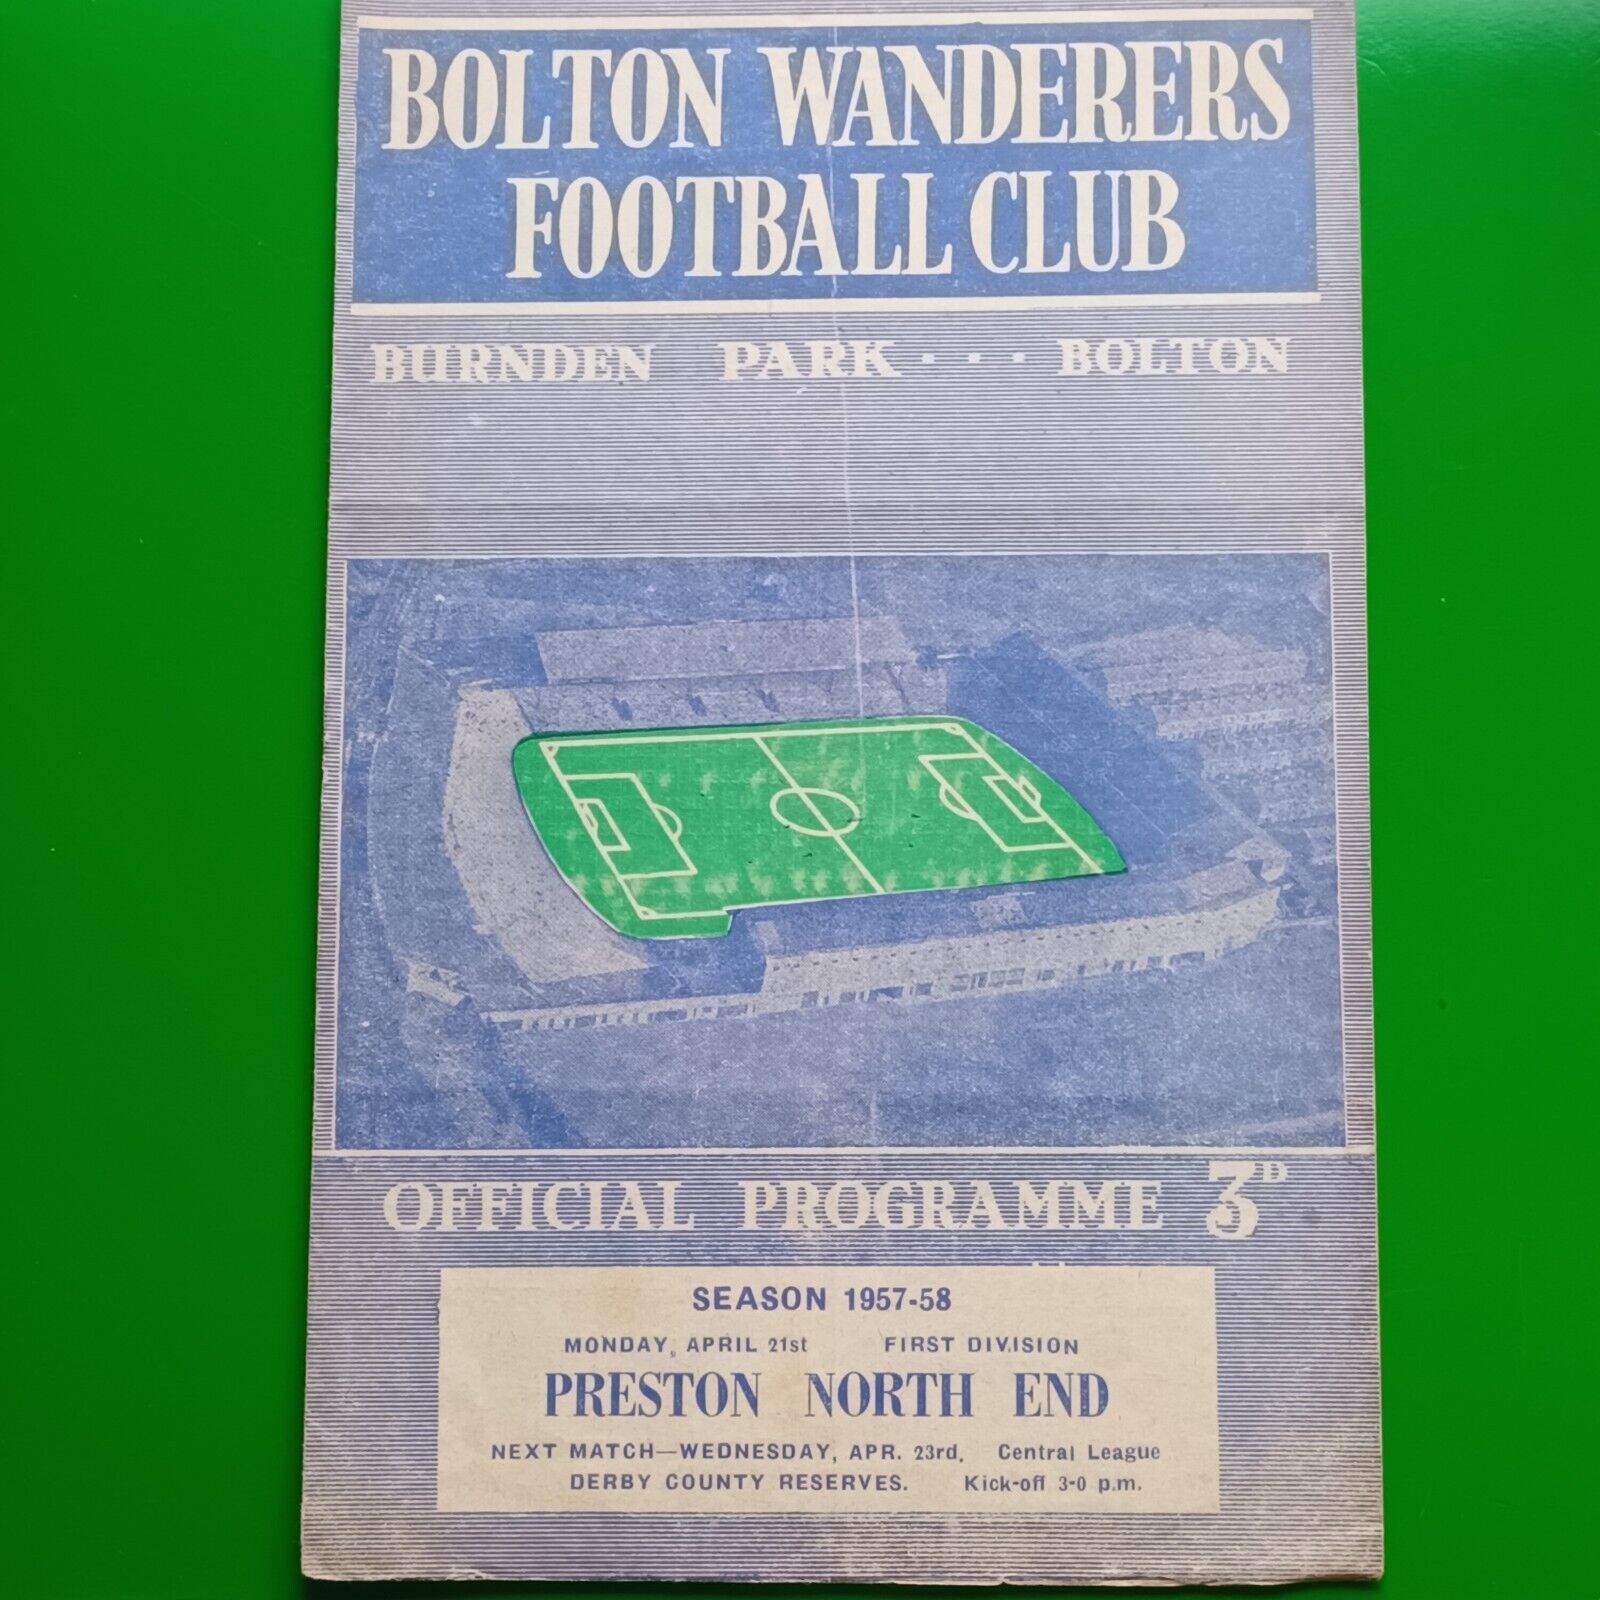 BOLTON WANDERERS
FOOTBALL CLUB
BURNDEN PARK ... BOLTON
OFFICIAL PROGRAMME 3D
SEASON 1957-58
MONDAY, APRIL 21st FIRST DIVISION
PRESTON NORTH END
NEXT MATCH—WEDNESDAY, APR. 23rd. Central League
DERBY COUNTY RESERVES. Kick-off 3-0 p.m.